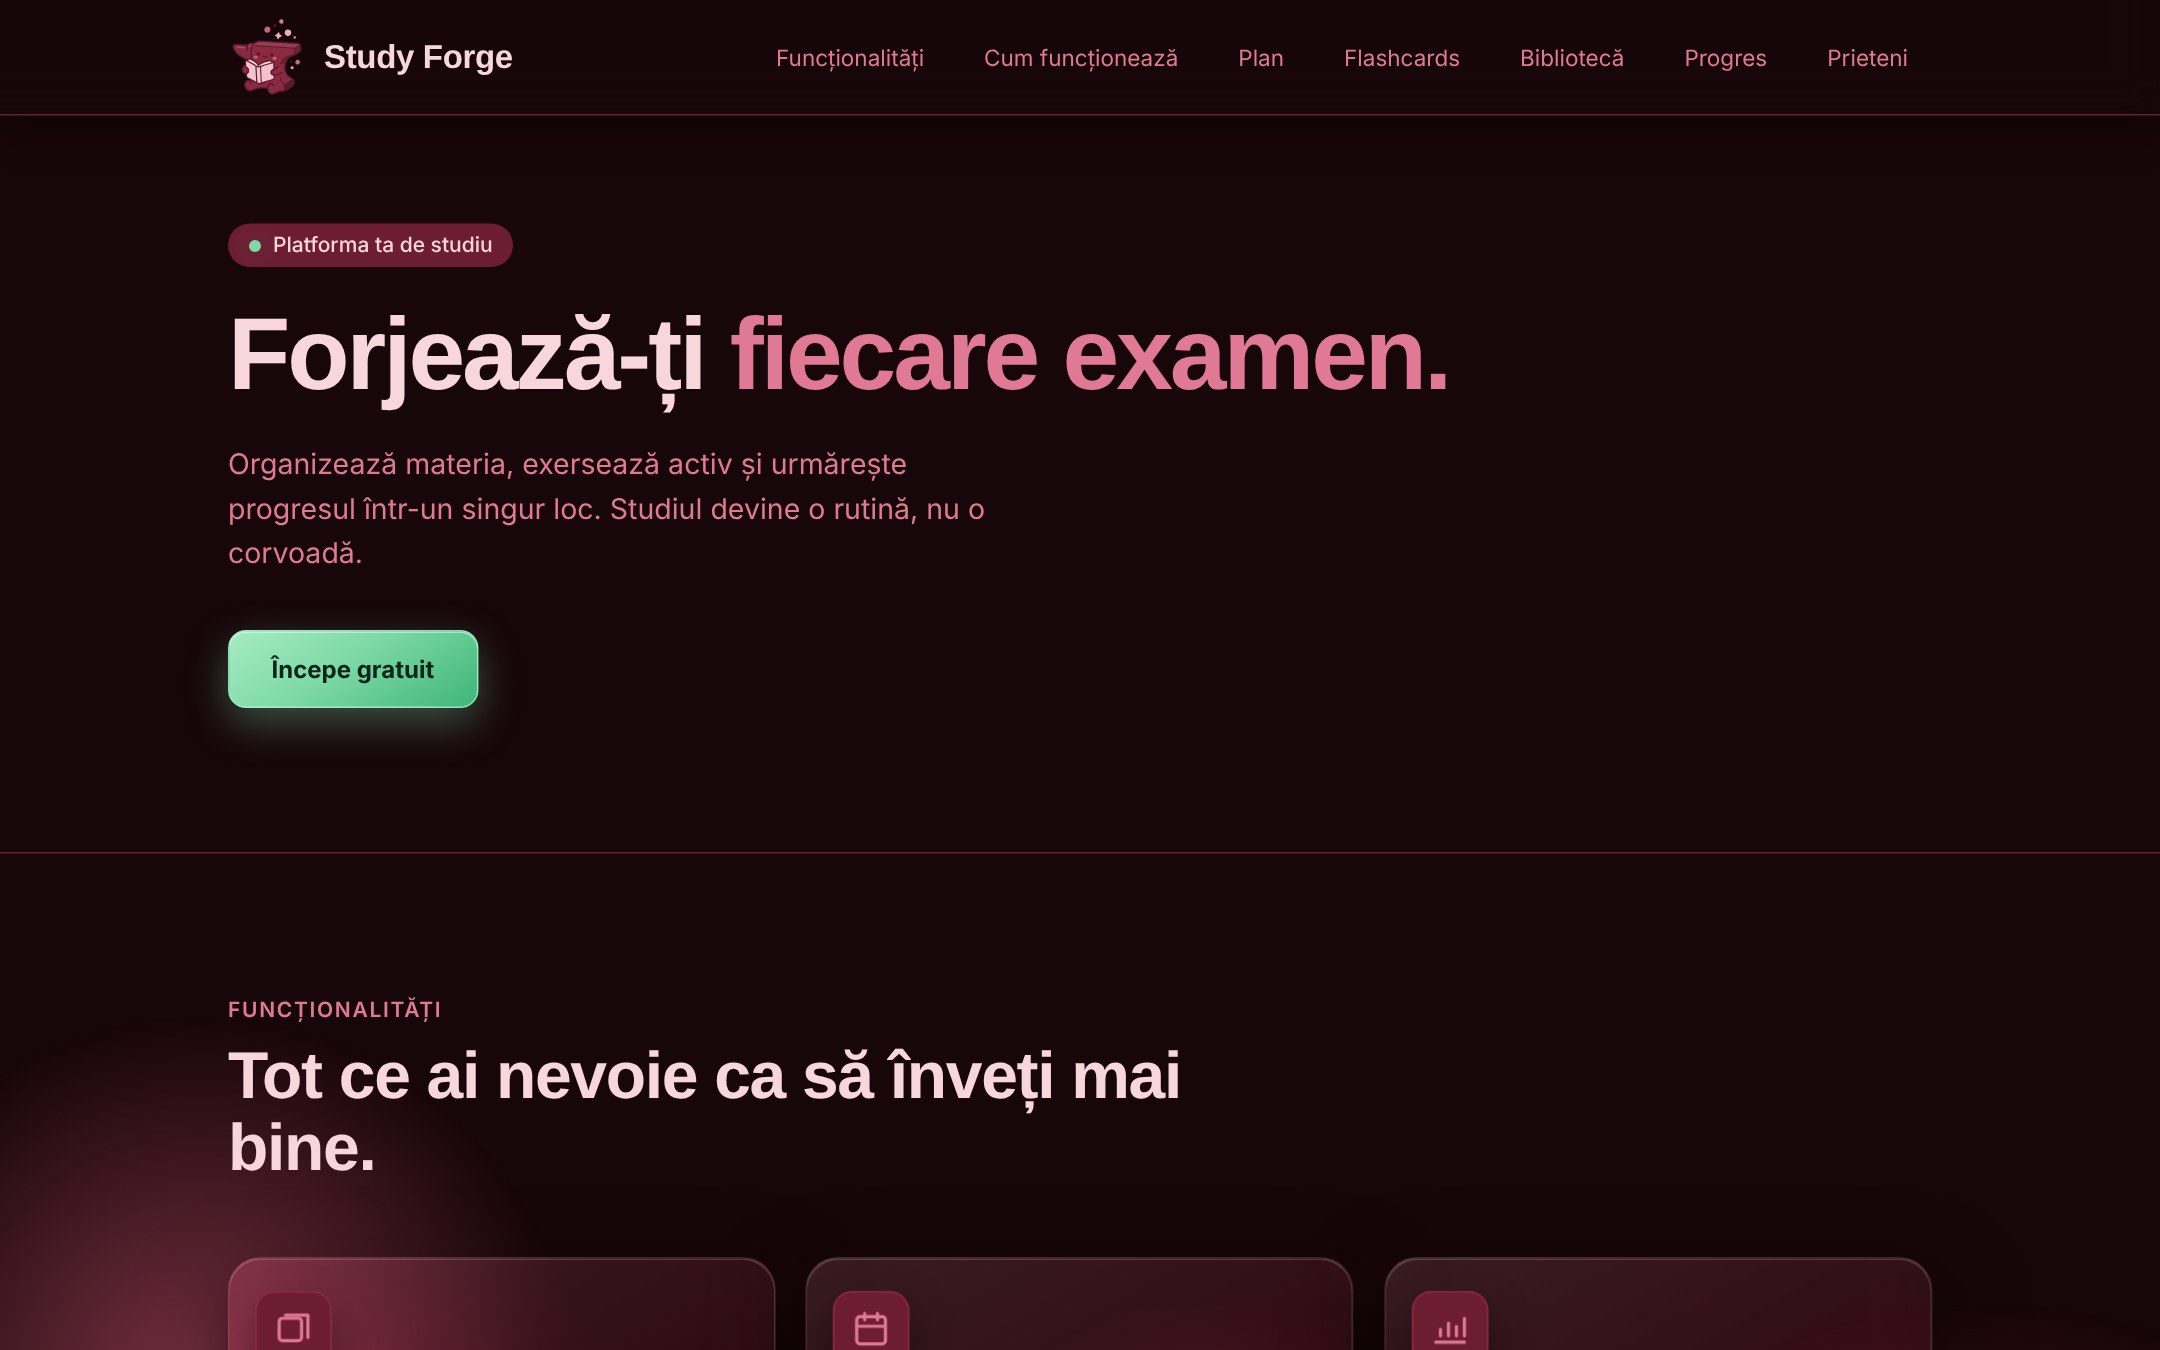 Study Forge
Funcționalități
Cum funcționează
Plan
Flashcards
Bibliotecă
Progres
Prieteni
Platforma ta de studiu
Forjează-ți fiecare examen.
Organizează materia, exersează activ și urmărește
progresul într-un singur loc. Studiul devine o rutină, nu o
corvoadă.
Începe gratuit
FUNCȚIONALITĂȚI
Tot ce ai nevoie ca să înveți mai
bine.